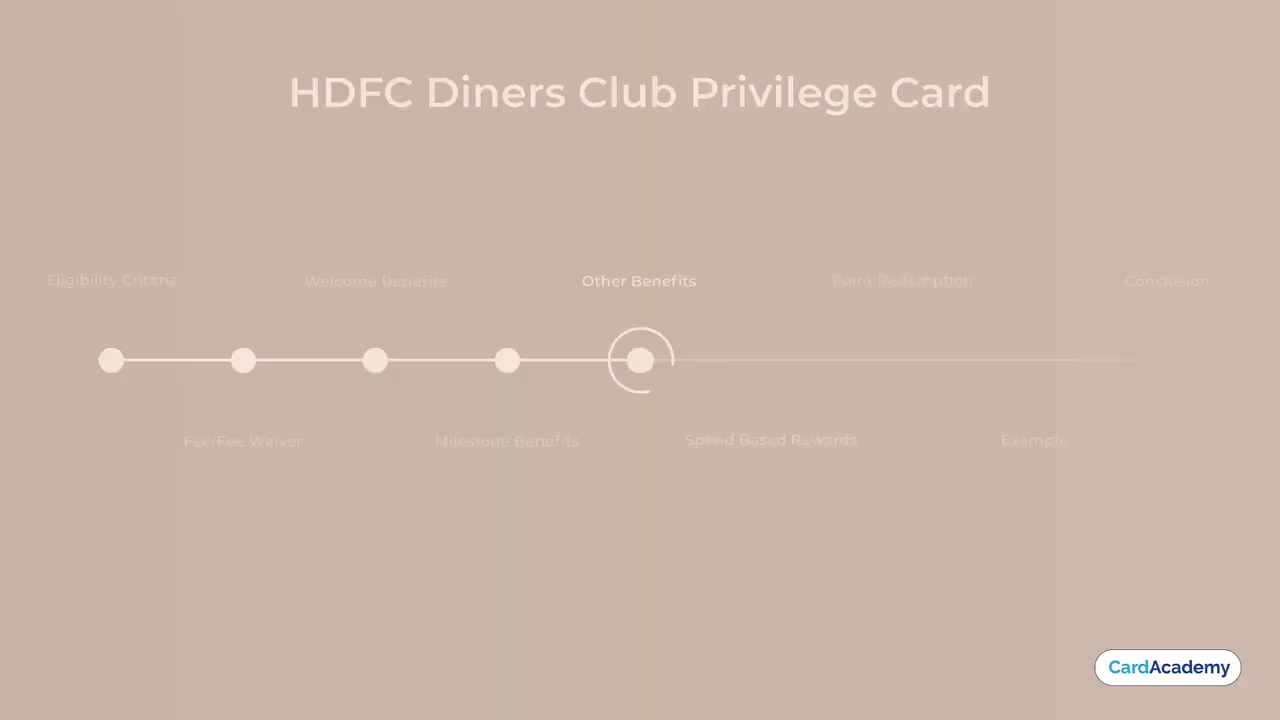 HDFC Diners Club Privilege Card
Eligibility Criteria
Welcome Benefits
Other Benefits
Point Redemption
Conclusion
Fee/Fee Waiver
Milestone Benefits
Spend Based Rewards
Example
CardAcademy